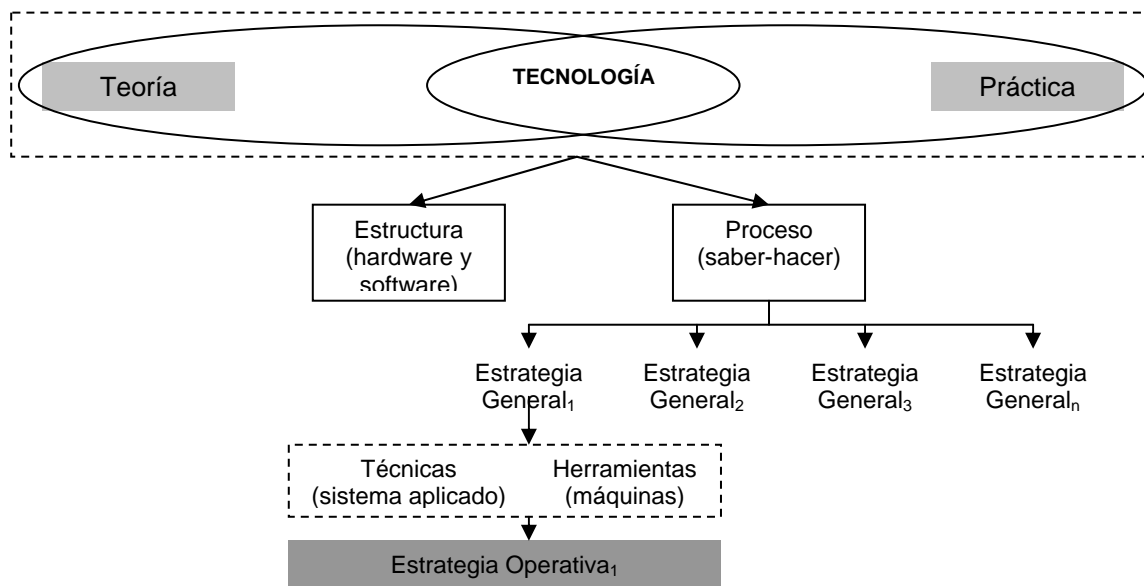 TECNOLOGÍA
Teoría
Práctica
Estructura
(hardware y
software)
Proceso
(saber-hacer)
Estrategia
General₁
Estrategia
General₂
Estrategia
General₃
Estrategia
Generalₙ
Técnicas
(sistema aplicado)
Herramientas
(máquinas)
Estrategia Operativa₁